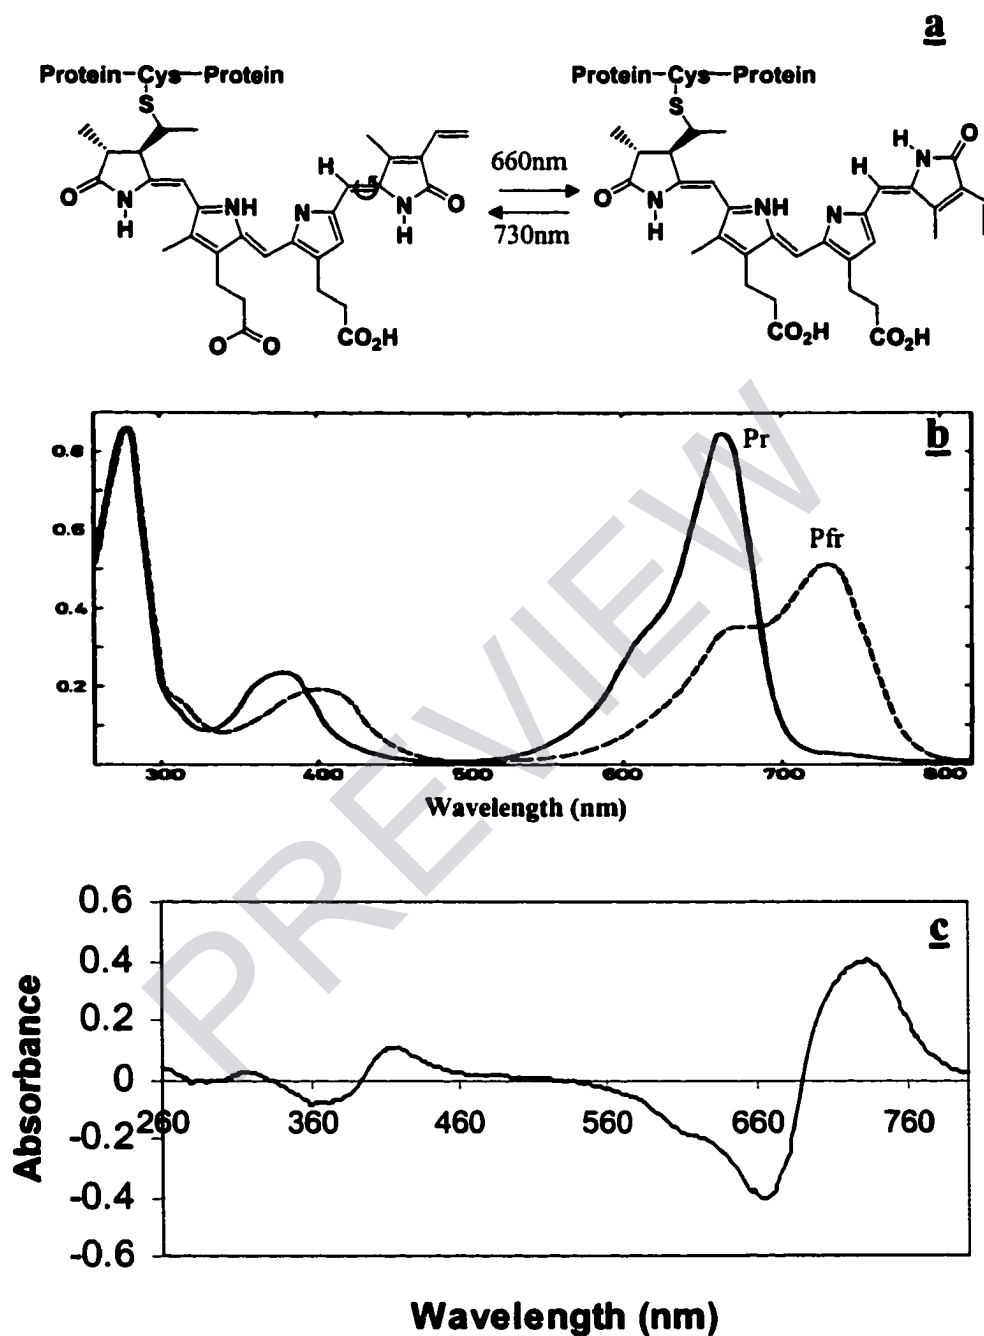 a
Protein-Cys-Protein
S
O
N
H
NH
N
H
N
H
O
O
O
CO2H
660nm
730nm
Protein-Cys-Protein
S
O
N
H
NH
N
H
H
N
O
CO2H
CO2H
b
Pr
Pfr
0.8
0.6
0.4
0.2
300 400 500 600 700 800
Wavelength (nm)
PREVIEW
c
Absorbance
0.6
0.4
0.2
0
-0.2
-0.4
-0.6
260 360 460 560 660 760
Wavelength (nm)